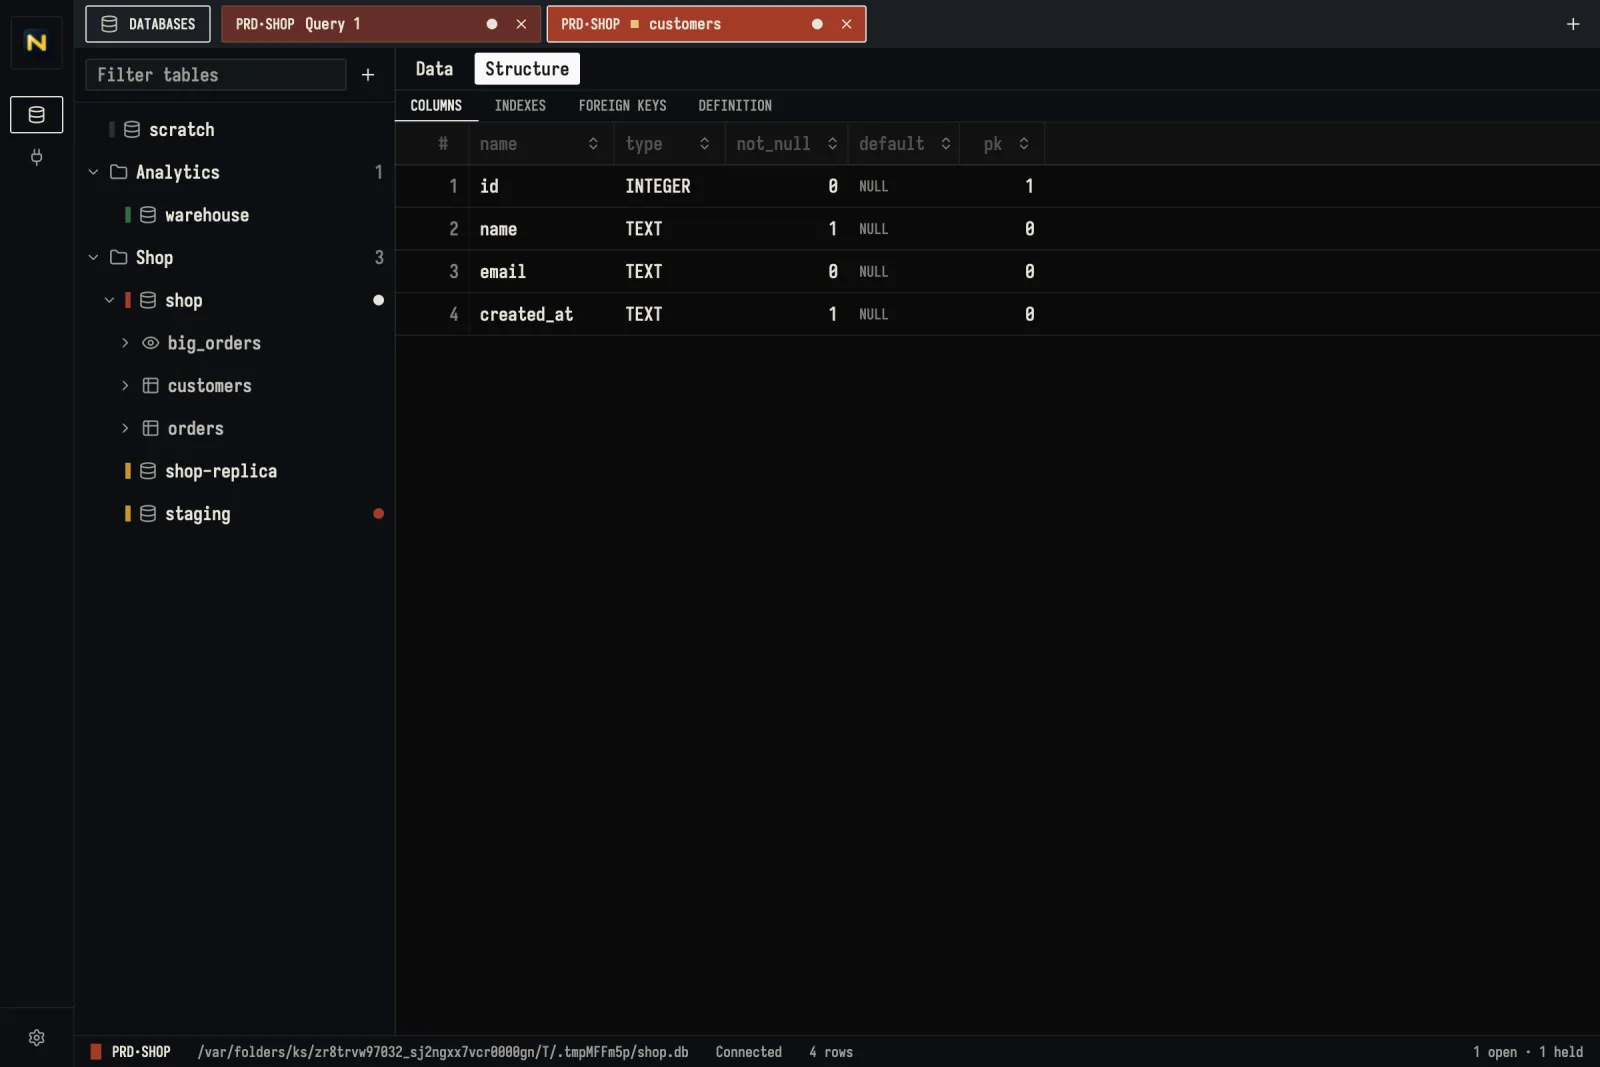 N
DATABASES
PRD·SHOP Query 1
PRD·SHOP customers
Filter tables
Data Structure
COLUMNS INDEXES FOREIGN KEYS DEFINITION
scratch
Analytics 1
warehouse
Shop 3
shop
big_orders
customers
orders
shop-replica
staging
# name type not_null default pk
1 id INTEGER 0 NULL 1
2 name TEXT 1 NULL 0
3 email TEXT 0 NULL 0
4 created_at TEXT 1 NULL 0
PRD·SHOP /var/folders/ks/zr8trvw97032_sj2ngxx7vcr0000gn/T/.tmpMFFm5p/shop.db Connected 4 rows 1 open · 1 held